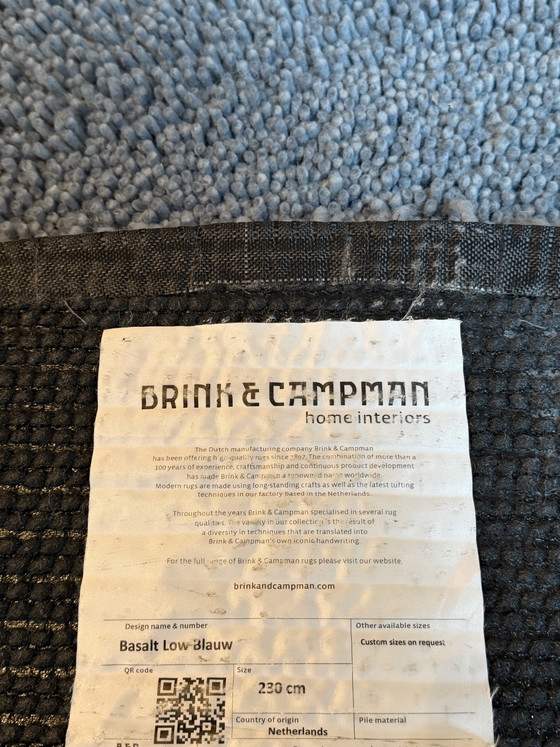 BRINK & CAMPMAN
home interiors
The Dutch manufacturing company Brink & Campman
has been offering high-quality rugs since 1897. The combination of more than a
100 years of experience, craftsmanship and continuous product development
has made Brink & Campman a renowned name worldwide.
Modern rugs are made using long-standing crafts as well as the latest tufting
techniques in our factory based in the Netherlands.
Throughout the years Brink & Campman specialised in several rug
qualities. The variety in our collection is the result of
a diversity in techniques that are translated into
Brink & Campman's own iconic handwriting.
For the full range of Brink & Campman rugs please visit our website.
brinkandcampman.com
Design name & number
Basalt Low Blauw
Other available sizes
Custom sizes on request
QR code
Size
230 cm
Country of origin
Netherlands
Pile material